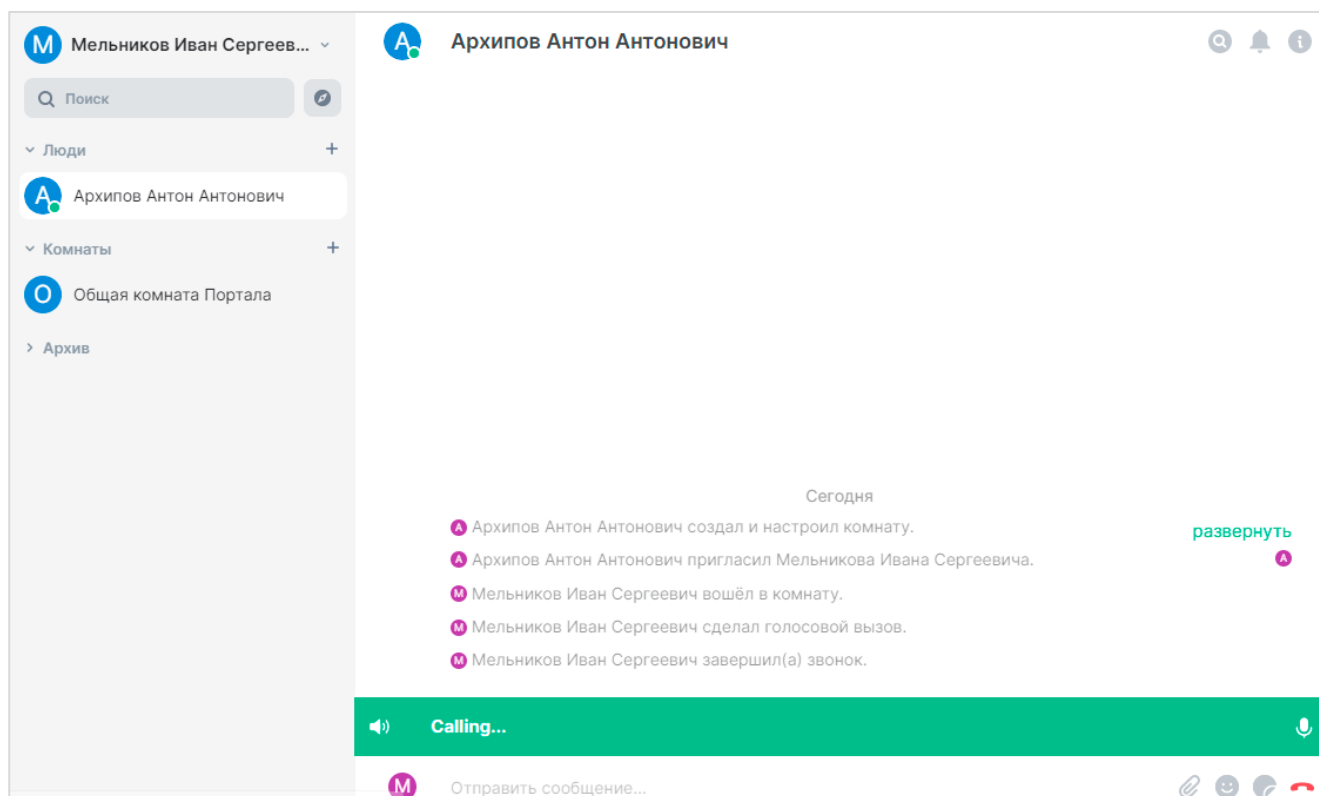 М Мельников Иван Сергеев...
Поиск
Люди +
А Архипов Антон Антонович
Комнаты +
О Общая комната Портала
Архив
А Архипов Антон Антонович
Сегодня
А Архипов Антон Антонович создал и настроил комнату. развернуть
А Архипов Антон Антонович пригласил Мельникова Ивана Сергеевича. А
М Мельников Иван Сергеевич вошёл в комнату.
М Мельников Иван Сергеевич сделал голосовой вызов.
М Мельников Иван Сергеевич завершил(а) звонок.
Calling...
М Отправить сообщение...